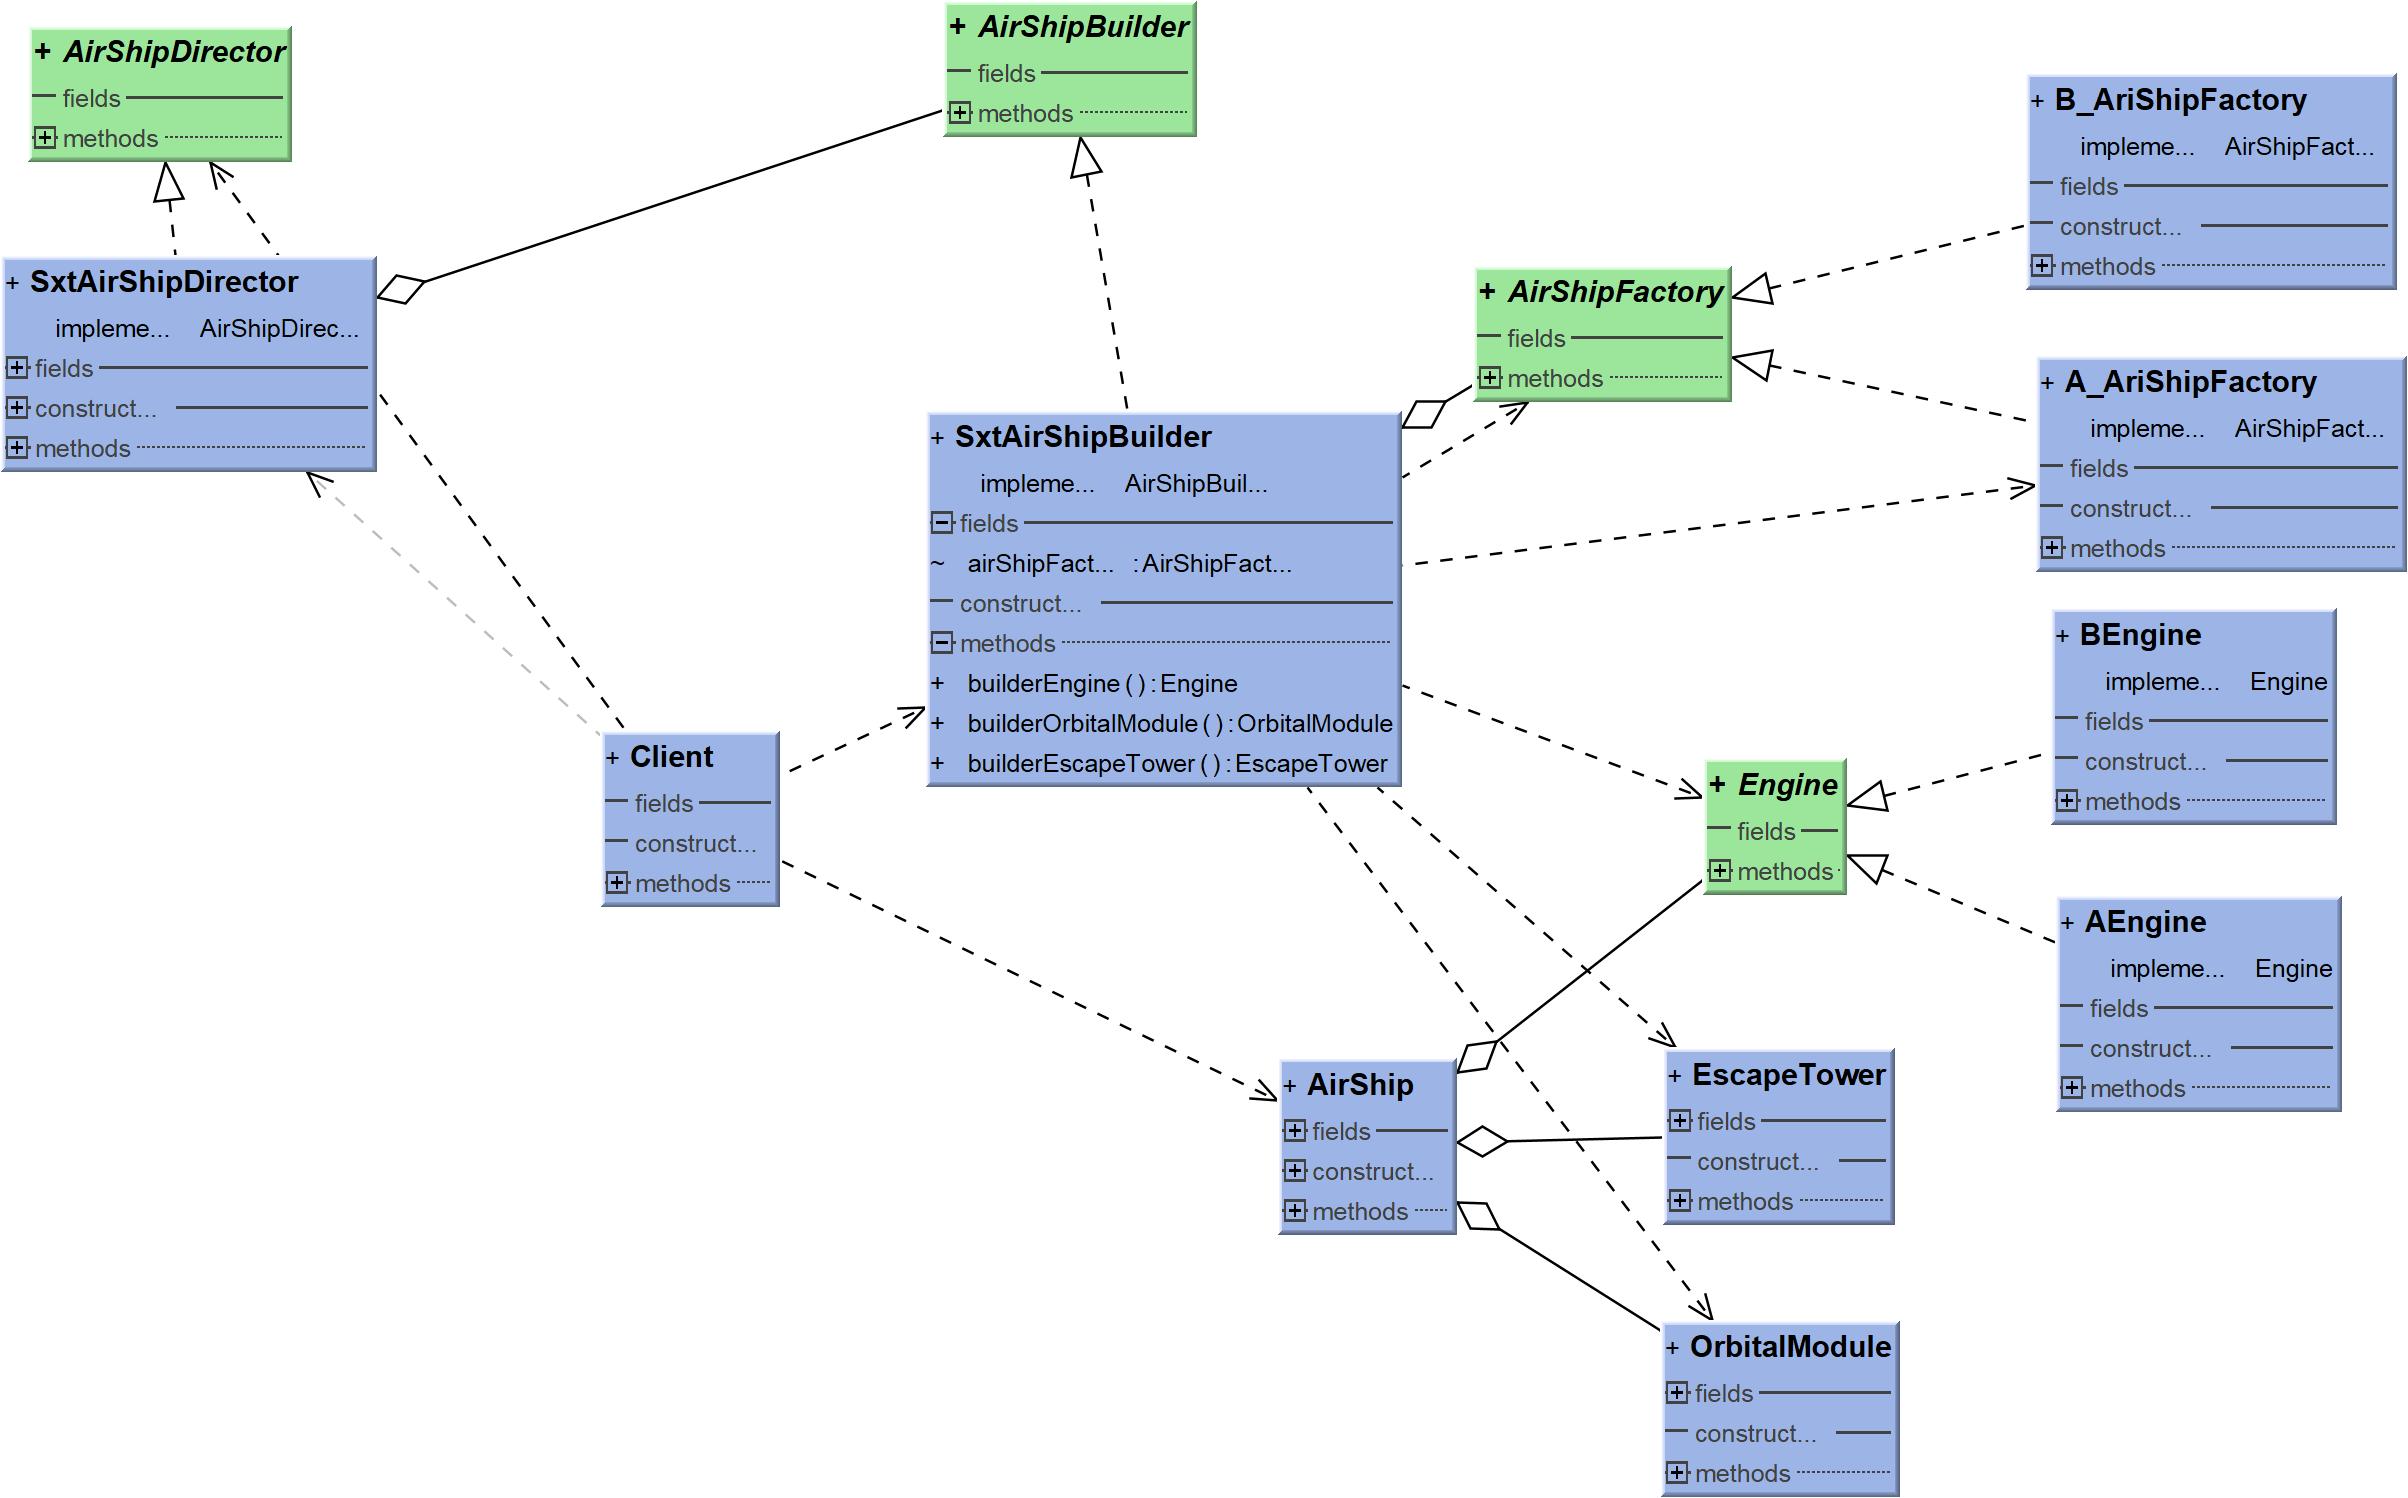 + AirShipDirector
fields
methods
+ AirShipBuilder
fields
methods
+ B_AriShipFactory
impleme... AirShipFact...
fields
construct...
methods
+ SxtAirShipDirector
impleme... AirShipDirec...
fields
construct...
methods
+ AirShipFactory
fields
methods
+ A_AriShipFactory
impleme... AirShipFact...
fields
construct...
methods
+ SxtAirShipBuilder
impleme... AirShipBuil...
fields
~ airShipFact... :AirShipFact...
construct...
methods
+ builderEngine ( ) : Engine
+ builderOrbitalModule ( ) : OrbitalModule
+ builderEscapeTower ( ) : EscapeTower
+ BEngine
impleme... Engine
fields
construct...
methods
+ Client
fields
construct...
methods
+ Engine
fields
methods
+ AEngine
impleme... Engine
fields
construct...
methods
+ AirShip
fields
construct...
methods
+ EscapeTower
fields
construct...
methods
+ OrbitalModule
fields
construct...
methods